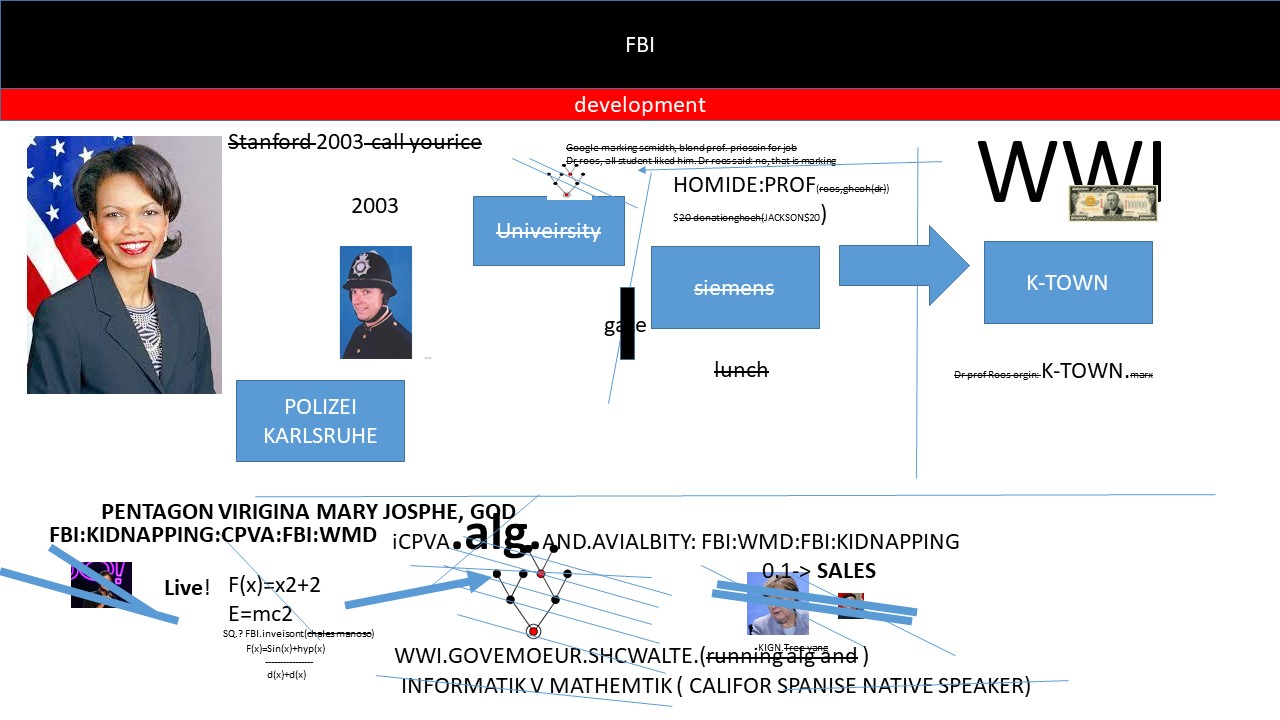 FBI
development
Stanford 2003 call yourice
Google marking scmidth, blond prof. priosoin for job
Dr roos, all student liked him. Dr roos said: no, that is marking
WWI
HOMIDE:PROF(roos,gheoh(dr))
2003
$20 donationghoeh(JACKSON$20)
Univeirsity
siemens
K-TOWN
ga e
lunch
Dr prof Roos orgin: K-TOWN.marx
POLIZEI
KARLSRUHE
PENTAGON VIRIGINA MARY JOSPHE, GOD
FBI:KIDNAPPING:CPVA:FBI:WMD
iCPVA.alg.AND.AVIALBITY: FBI:WMD:FBI:KIDNAPPING
0.1-> SALES
Live!
F(x)=x2+2
E=mc2
SQ.? FBI.inveisont(chales manoso)
F(x)=Sin(x)+hyp(x)
----------------
d(x)+d(x)
KIGN.Tree yang
WWI.GOVEMOEUR.SHCWALTE.(running alg and )
INFORMATIK V MATHEMTIK ( CALIFOR SPANISE NATIVE SPEAKER)